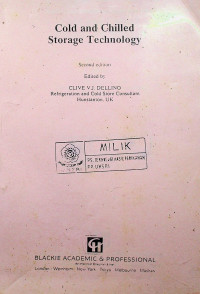 Cold and Chilled
Storage Technology
Second edition
Edited by
CLIVE V.J. DELLINO
Refrigeration and Cold Store Consultant
Hunstanton, UK
MILIK
BLACKIE ACADEMIC & PROFESSIONAL
London · Weinheim · New York · Tokyo · Melbourne · Madras